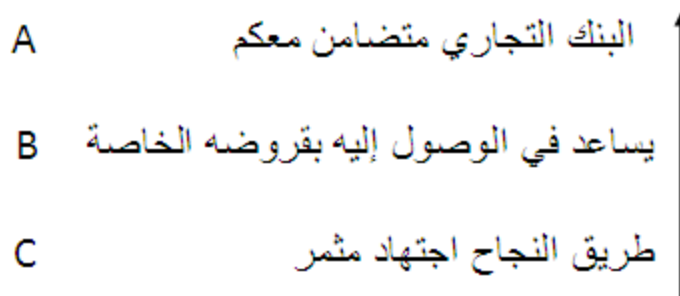 البنك التجاري متضامن معكم A
يساعد في الوصول إليه بقروضه الخاصة B
طريق النجاح اجتهاد مثمر C